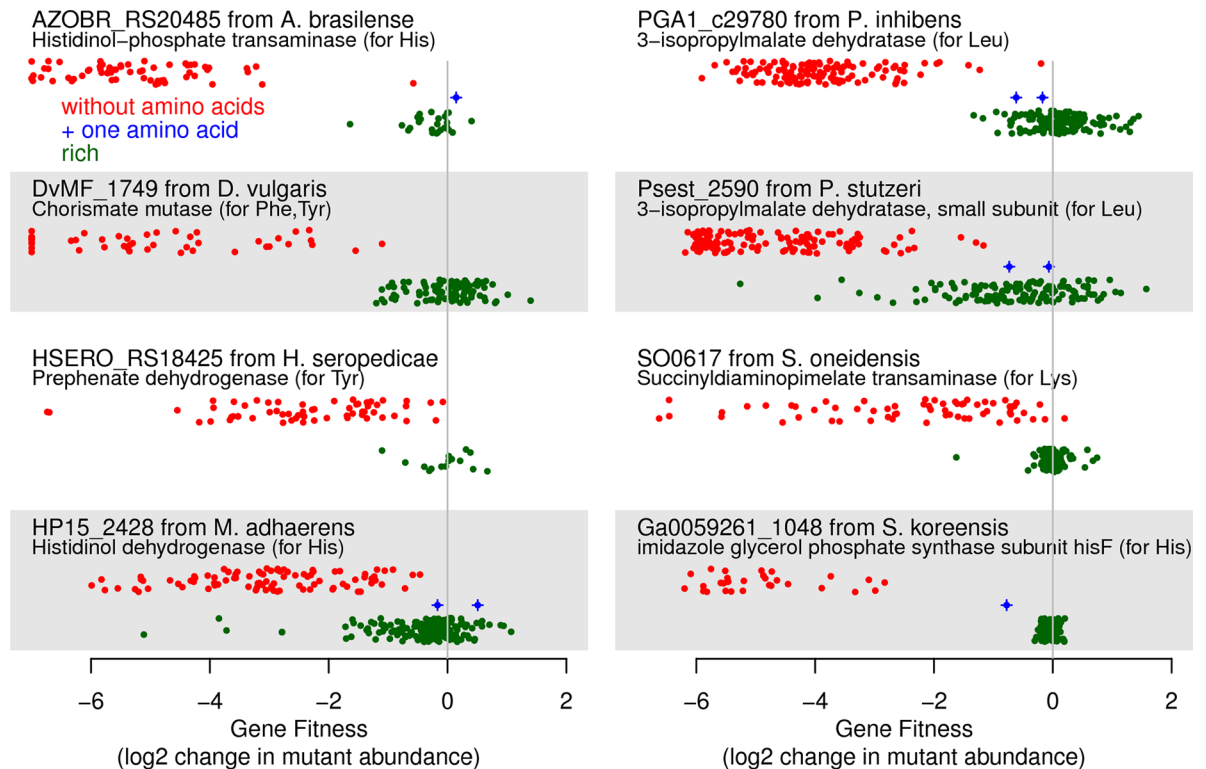 AZOBR_RS20485 from A. brasilense
Histidinol−phosphate transaminase (for His)
without amino acids
+ one amino acid
rich
DvMF_1749 from D. vulgaris
Chorismate mutase (for Phe,Tyr)
HSERO_RS18425 from H. seropedicae
Prephenate dehydrogenase (for Tyr)
HP15_2428 from M. adhaerens
Histidinol dehydrogenase (for His)
−6 −4 −2 0 2
Gene Fitness
(log2 change in mutant abundance)
PGA1_c29780 from P. inhibens
3−isopropylmalate dehydratase (for Leu)
Psest_2590 from P. stutzeri
3−isopropylmalate dehydratase, small subunit (for Leu)
SO0617 from S. oneidensis
Succinyldiaminopimelate transaminase (for Lys)
Ga0059261_1048 from S. koreensis
imidazole glycerol phosphate synthase subunit hisF (for His)
−6 −4 −2 0 2
Gene Fitness
(log2 change in mutant abundance)